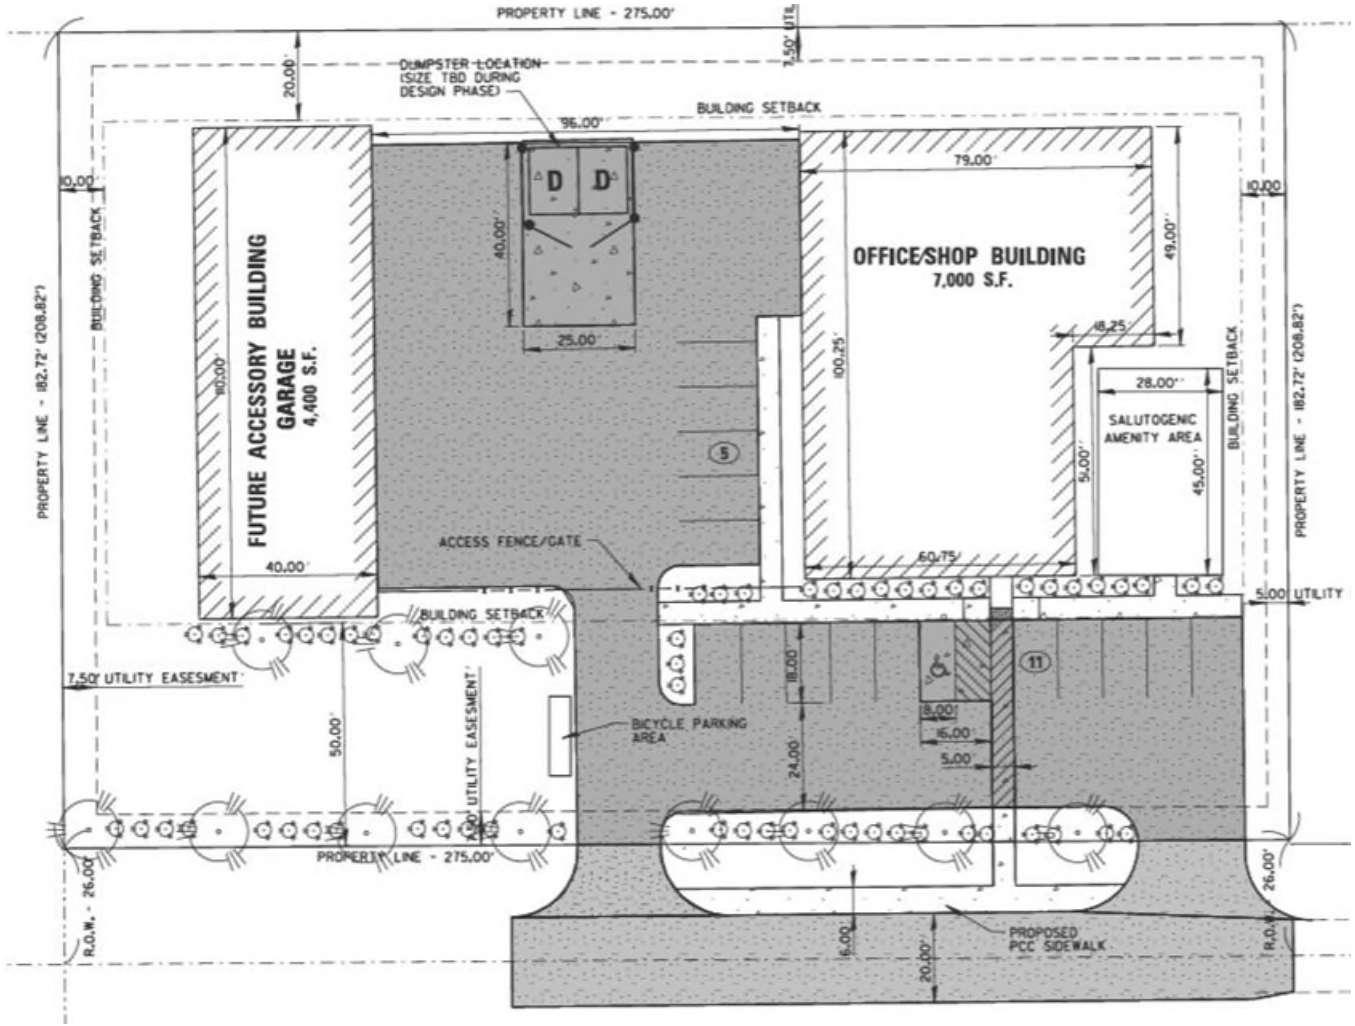 PROPERTY LINE - 275.00'
20.00'
DUMPSTER LOCATION
(SIZE TBD DURING
DESIGN PHASE)
7.50' UTIL
BUILDING SETBACK
96.00'
79.00'
10.00'
10.00
D D
40.00'
25.00'
49.00'
OFFICE/SHOP BUILDING
7,000 S.F.
18.25'
BUILDING SETBACK
PROPERTY LINE - 182.72' (208.82')
FUTURE ACCESSORY BUILDING
GARAGE
4,400 S.F.
110.00'
100.25'
28.00'
SALUTOGENIC
AMENITY AREA
51.00'
45.00'
BUILDING SETBACK
PROPERTY LINE - 182.72' (208.82')
5
ACCESS FENCE/GATE
40.00'
60.75'
BUILDING SETBACK
5.00' UTILITY
7.50' UTILITY EASESMENT'
50.00'
7.50' UTILITY EASESMENT'
BICYCLE PARKING
AREA
18.00'
11
8.00'
16.00'
24.00'
5.00'
PROPERTY LINE - 275.00'
R.O.W. - 26.00'
R.O.W. - 26.00'
6.00'
20.00'
PROPOSED
PCC SIDEWALK